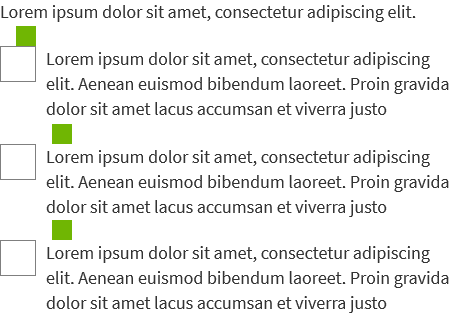 Lorem ipsum dolor sit amet, consectetur adipiscing elit.
Lorem ipsum dolor sit amet, consectetur adipiscing
elit. Aenean euismod bibendum laoreet. Proin gravida
dolor sit amet lacus accumsan et viverra justo
Lorem ipsum dolor sit amet, consectetur adipiscing
elit. Aenean euismod bibendum laoreet. Proin gravida
dolor sit amet lacus accumsan et viverra justo
Lorem ipsum dolor sit amet, consectetur adipiscing
elit. Aenean euismod bibendum laoreet. Proin gravida
dolor sit amet lacus accumsan et viverra justo